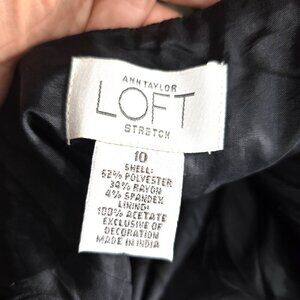 ANN TAYLOR
LOFT
STRETCH
10
SHELL:
62% POLYESTER
34% RAYON
4% SPANDEX
LINING:
100% ACETATE
EXCLUSIVE OF
DECORATION
MADE IN INDIA